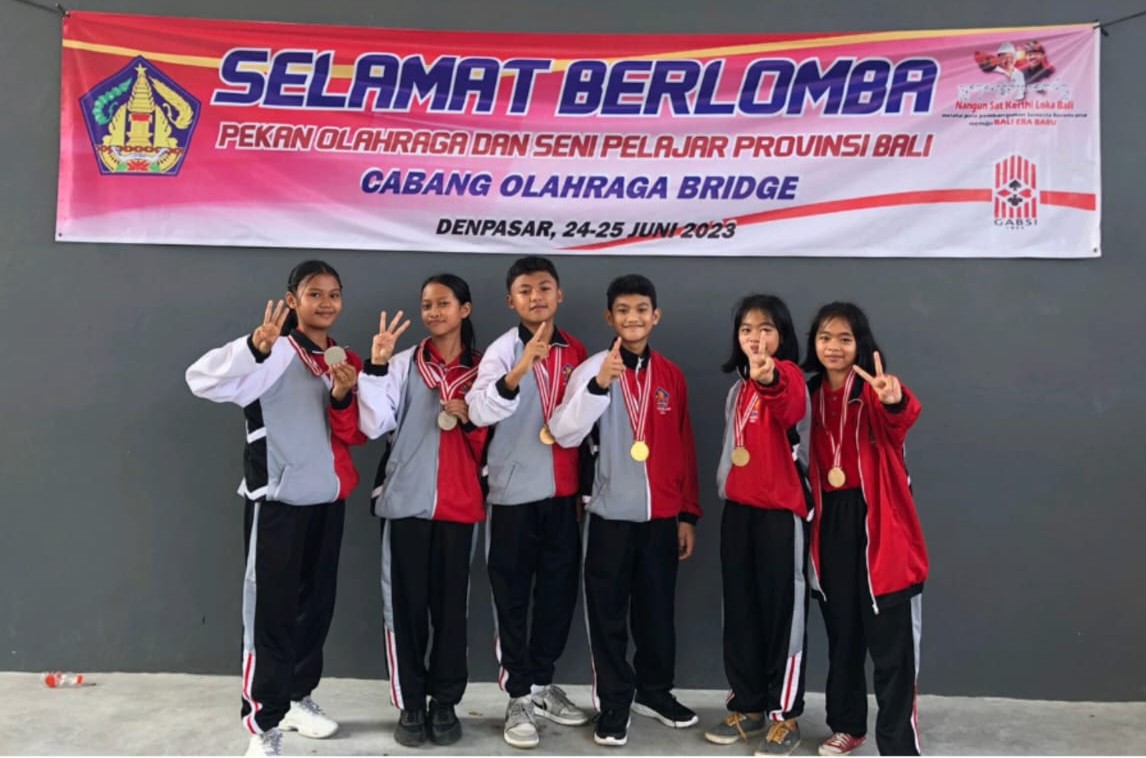 SELAMAT BERLOMBA
PEKAN OLAHRAGA DAN SENI PELAJAR PROVINSI BALI
CABANG OLAHRAGA BRIDGE
DENPASAR, 24-25 JUNI 2023
Nangun Sat Kerthi Loka Bali
menuju BALI ERA BARU
GABSI